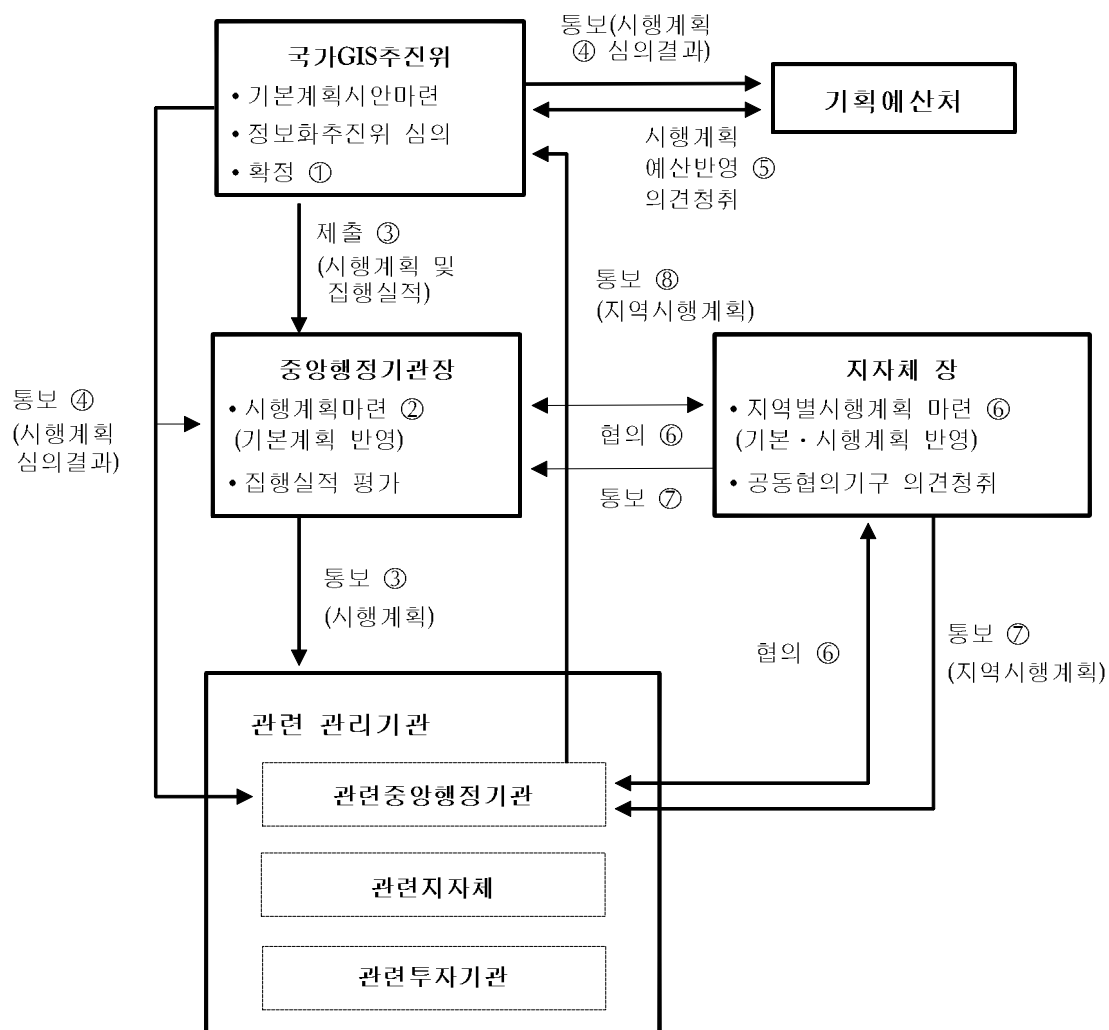 통보(시행계획
④ 심의결과)
국가GIS추진위
• 기본계획시안마련
• 정보화추진위 심의
• 확정 ①
기획예산처
시행계획
예산반영 ⑤
의견청취
제출 ③
(시행계획 및
집행실적)
통보 ⑧
(지역시행계획)
통보 ④
(시행계획
심의결과)
중앙행정기관장
• 시행계획마련 ②
(기본계획 반영)
• 집행실적 평가
협의 ⑥
통보 ⑦
지자체 장
• 지역별시행계획 마련 ⑥
(기본·시행계획 반영)
• 공동협의기구 의견청취
통보 ③
(시행계획)
협의 ⑥
통보 ⑦
(지역시행계획)
관련 관리기관
관련중앙행정기관
관련지자체
관련투자기관